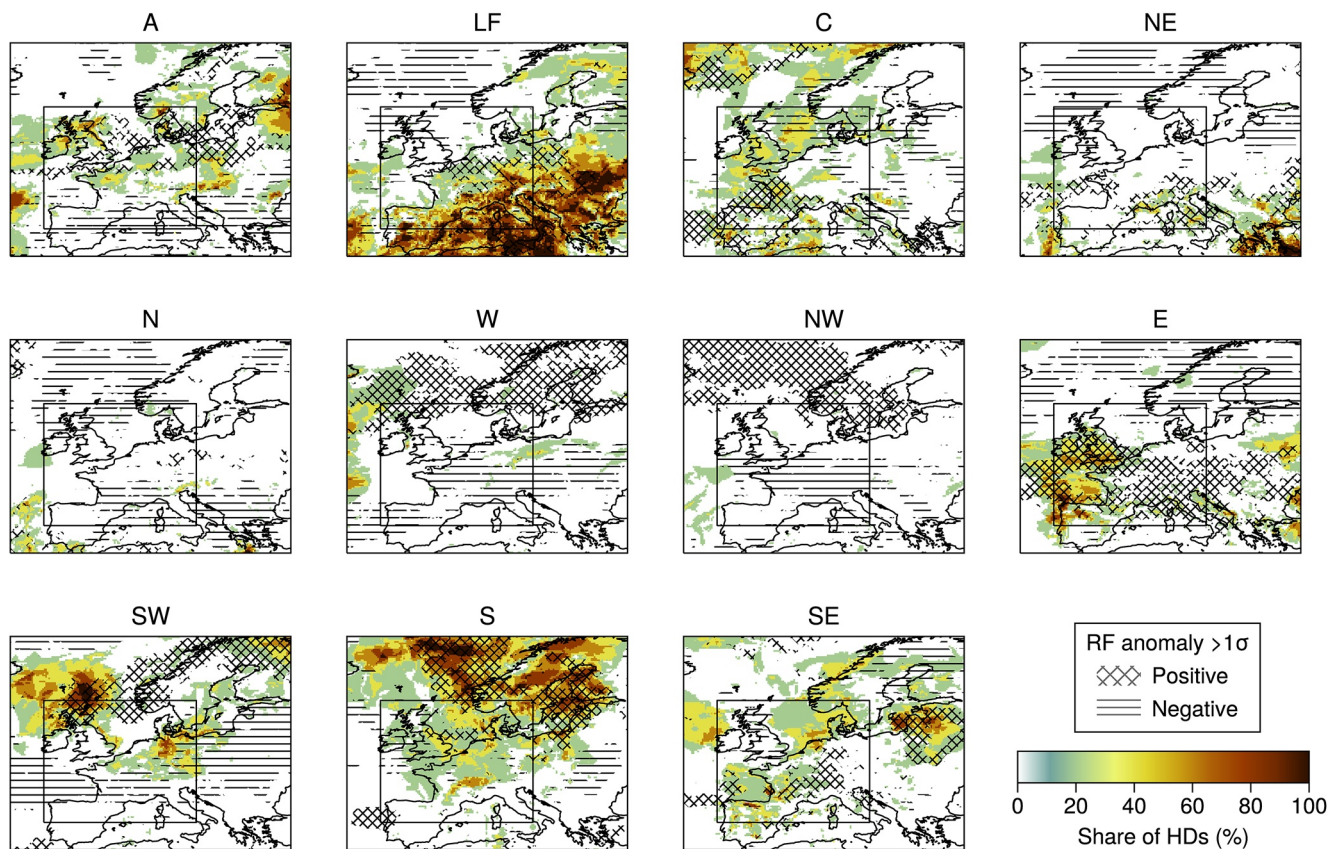 A
LF
C
NE
N
W
NW
E
SW
S
SE
RF anomaly >1σ
Positive
Negative
0 20 40 60 80 100
Share of HDs (%)